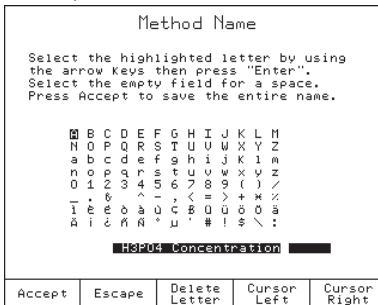 Method Name
Select the highlighted letter by using
the arrow Keys then press "Enter".
Select the empty field for a space.
Press Accept to save the entire name.
A B C D E F G H I J K L M
N O P Q R S T U V W X Y Z
a b c d e f g h i j k l m
n o p q r s t u v w x y z
0 1 2 3 4 5 6 7 8 9 ( ) /
H3PO4 Concentration
Accept
Escape
Delete
Letter
Cursor
Left
Cursor
Right